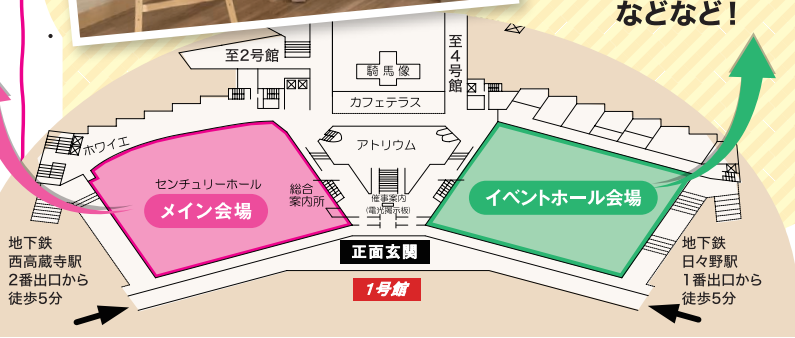 などなど！
至2号館
至4号館
騎馬像
カフェテラス
ホワイエ
アトリウム
センチュリーホール
メイン会場
総合
案内所
催事案内
(電光掲示板)
イベントホール会場
正面玄関
1号館
地下鉄
西高蔵寺駅
2番出口から
徒歩5分
地下鉄
日々野駅
1番出口から
徒歩5分